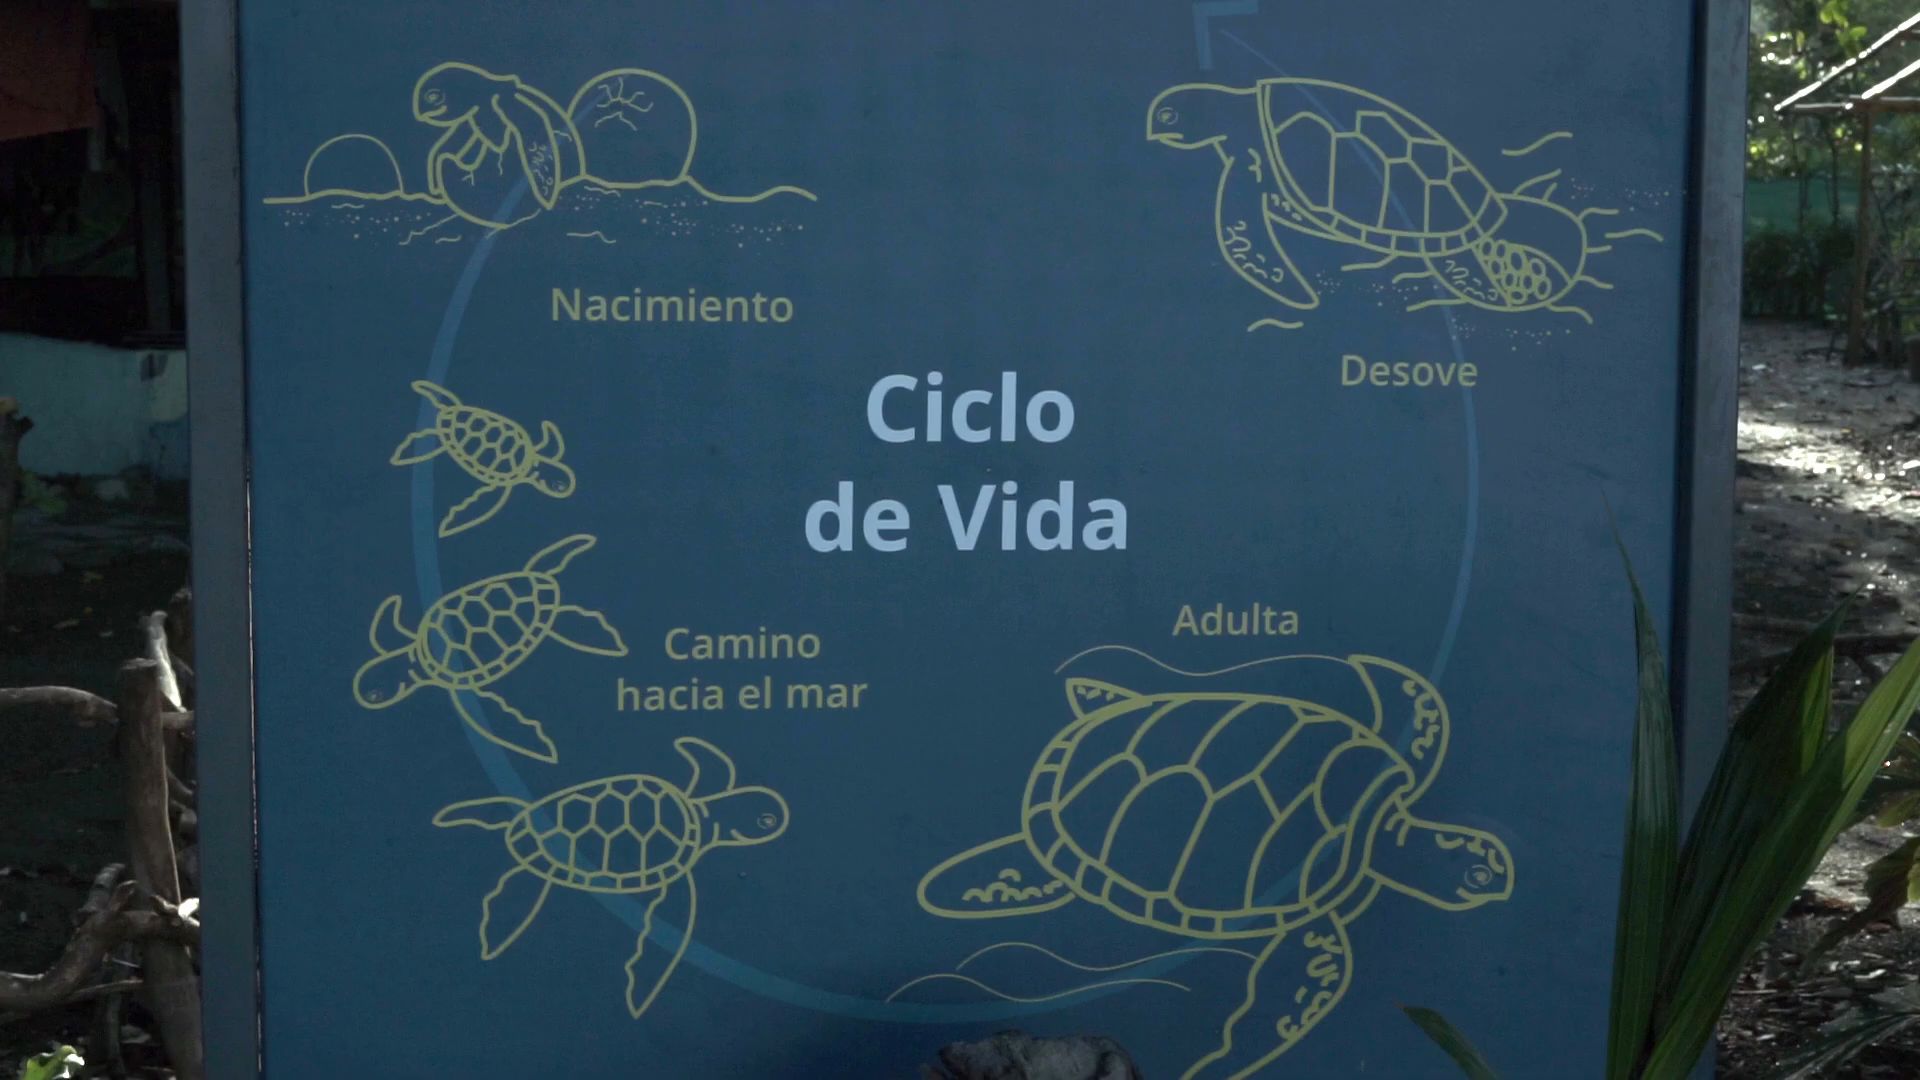 Nacimiento
Desove
Ciclo
de Vida
Adulta
Camino
hacia el mar